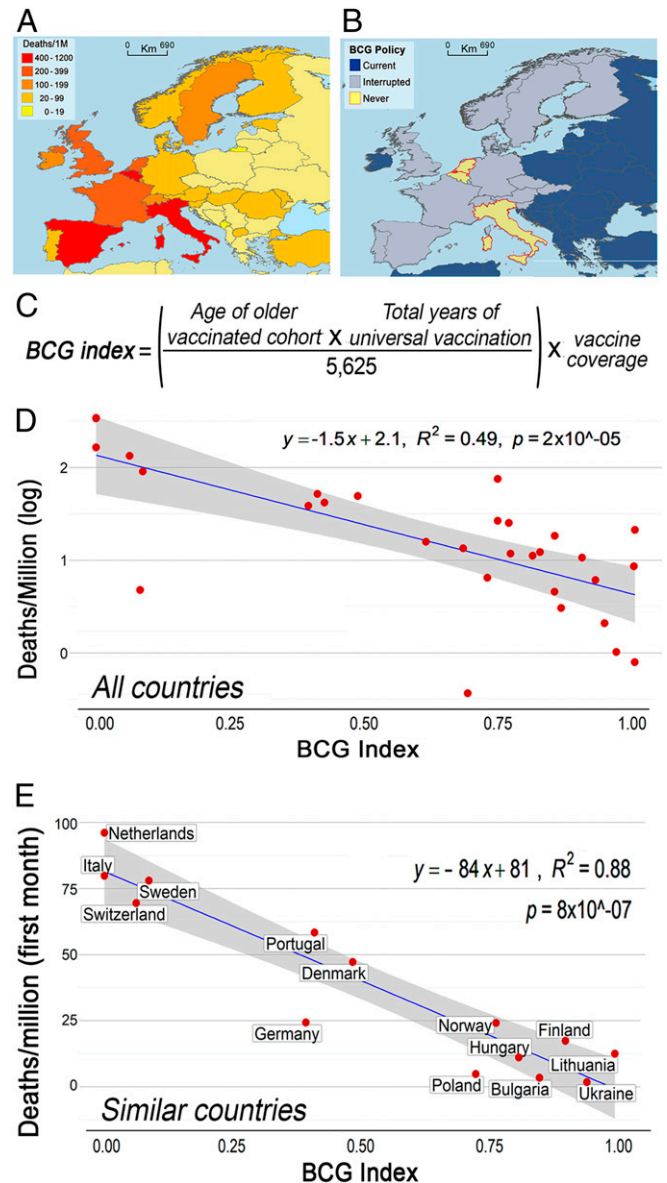 A
Deaths/1M
400 - 1200
200 - 399
100 - 199
20 - 99
0 - 19
0 Km 690
B
BCG Policy
Current
Interrupted
Never
0 Km 690
C
BCG index = ( Age of older vaccinated cohort X Total years of universal vaccination / 5,625 ) X vaccine coverage
D
y = -1.5x + 2.1, R² = 0.49, p = 2x10^-05
Deaths/Million (log)
2
1
0
All countries
0.00 0.25 0.50 0.75 1.00
BCG Index
E
Deaths/million (first month)
100
75
50
25
0
y = - 84 x + 81 , R² = 0.88
p = 8x10^-07
Netherlands
Italy
Sweden
Switzerland
Portugal
Denmark
Germany
Norway
Finland
Hungary
Lithuania
Poland
Bulgaria
Ukraine
Similar countries
0.00 0.25 0.50 0.75 1.00
BCG Index